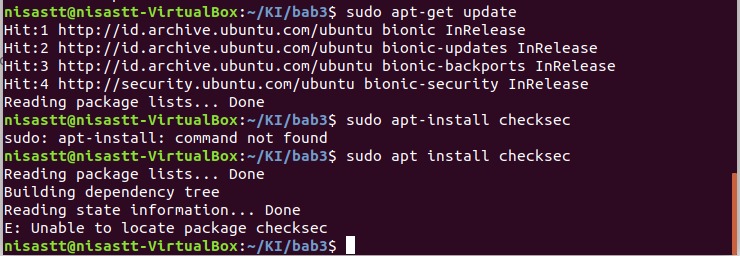 nisastt@nisastt-VirtualBox:~/KI/bab3$ sudo apt-get update
Hit:1 http://id.archive.ubuntu.com/ubuntu bionic InRelease
Hit:2 http://id.archive.ubuntu.com/ubuntu bionic-updates InRelease
Hit:3 http://id.archive.ubuntu.com/ubuntu bionic-backports InRelease
Hit:4 http://security.ubuntu.com/ubuntu bionic-security InRelease
Reading package lists... Done
nisastt@nisastt-VirtualBox:~/KI/bab3$ sudo apt-install checksec
sudo: apt-install: command not found
nisastt@nisastt-VirtualBox:~/KI/bab3$ sudo apt install checksec
Reading package lists... Done
Building dependency tree
Reading state information... Done
E: Unable to locate package checksec
nisastt@nisastt-VirtualBox:~/KI/bab3$